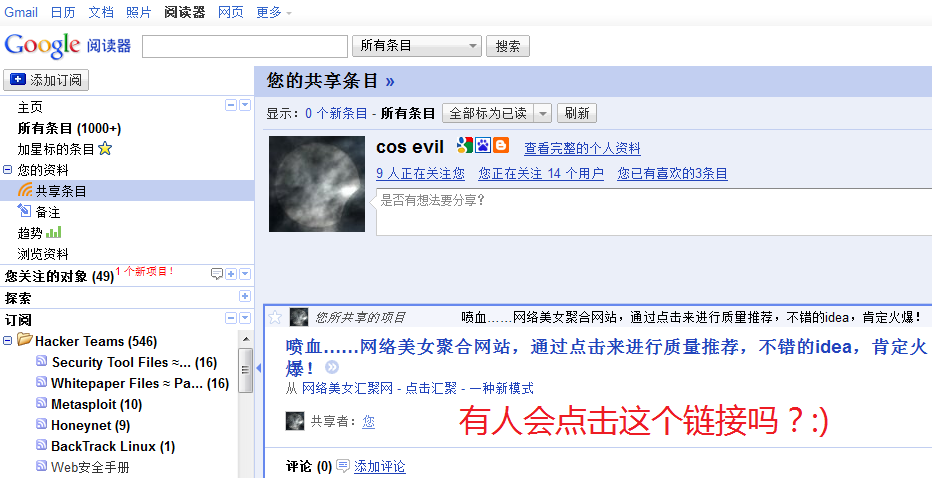 Gmail 日历 文档 照片 阅读器 网页 更多
Google 阅读器 所有条目 搜索
添加订阅
主页
所有条目 (1000+)
加星标的条目
您的资料
共享条目
备注
趋势
浏览资料
您关注的对象 (49) 1 个新项目!
探索
订阅
Hacker Teams (546)
Security Tool Files ≈... (16)
Whitepaper Files ≈ Pa... (16)
Metasploit (10)
Honeynet (9)
BackTrack Linux (1)
Web安全手册
您的共享条目 »
显示: 0 个新条目 - 所有条目 全部标为已读 刷新
cos evil 查看完整的个人资料
9 人正在关注您 您正在关注 14 个用户 您已有喜欢的3条目
是否有想法要分享?
您所共享的项目 喷血……网络美女聚合网站，通过点击来进行质量推荐，不错的idea，肯定火爆！
喷血……网络美女聚合网站，通过点击来进行质量推荐，不错的idea，肯定火
爆！
从 网络美女汇聚网 - 点击汇聚 - 一种新模式
共享者: 您
有人会点击这个链接吗？:)
评论 (0) 添加评论